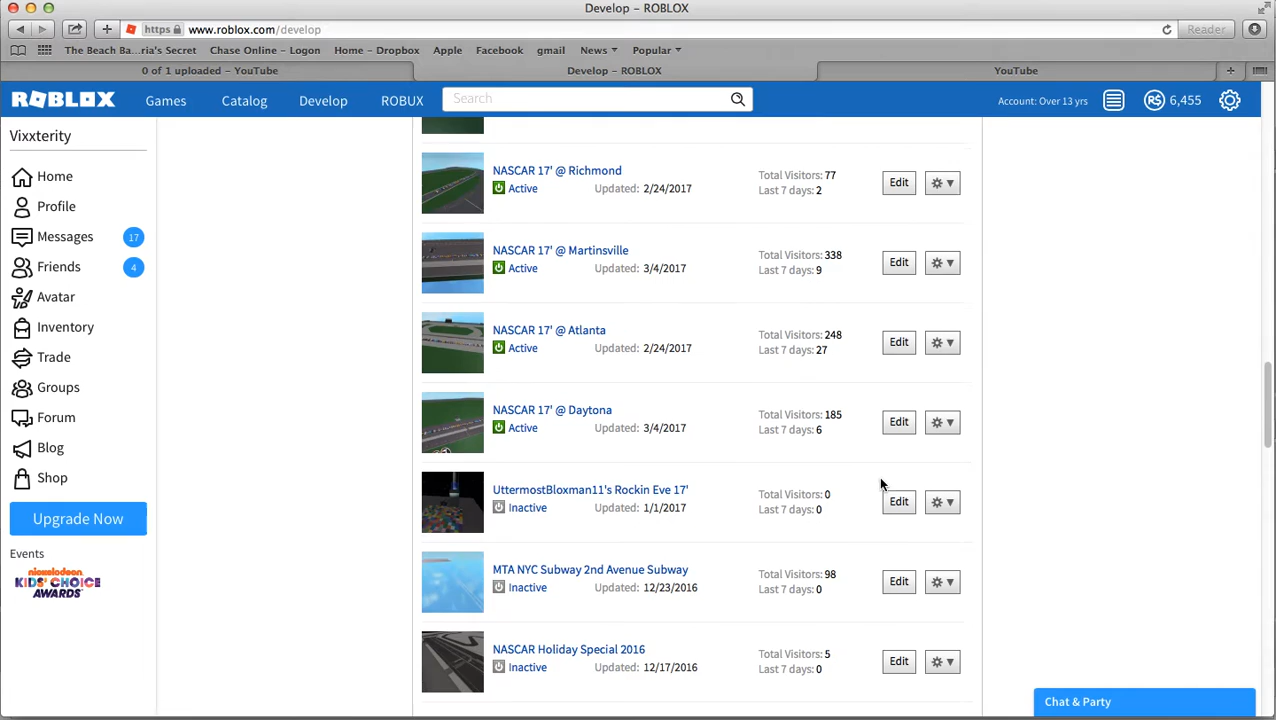 Develop – ROBLOX
https www.roblox.com/develop Reader
The Beach Ba...ria's Secret Chase Online – Logon Home – Dropbox Apple Facebook gmail News Popular
0 of 1 uploaded – YouTube Develop – ROBLOX YouTube
ROBLOX Games Catalog Develop ROBUX Search Account: Over 13 yrs R$ 6,455
Vixxterity
Home
Profile
Messages 17
Friends 4
Avatar
Inventory
Trade
Groups
Forum
Blog
Shop
Upgrade Now
Events
nickelodeon
KIDS' CHOICE
AWARDS
NASCAR 17' @ Richmond
Active Updated: 2/24/2017
Total Visitors: 77
Last 7 days: 2
Edit
NASCAR 17' @ Martinsville
Active Updated: 3/4/2017
Total Visitors: 338
Last 7 days: 9
Edit
NASCAR 17' @ Atlanta
Active Updated: 2/24/2017
Total Visitors: 248
Last 7 days: 27
Edit
NASCAR 17' @ Daytona
Active Updated: 3/4/2017
Total Visitors: 185
Last 7 days: 6
Edit
UttermostBloxman11's Rockin Eve 17'
Inactive Updated: 1/1/2017
Total Visitors: 0
Last 7 days: 0
Edit
MTA NYC Subway 2nd Avenue Subway
Inactive Updated: 12/23/2016
Total Visitors: 98
Last 7 days: 0
Edit
NASCAR Holiday Special 2016
Inactive Updated: 12/17/2016
Total Visitors: 5
Last 7 days: 0
Edit
Chat & Party